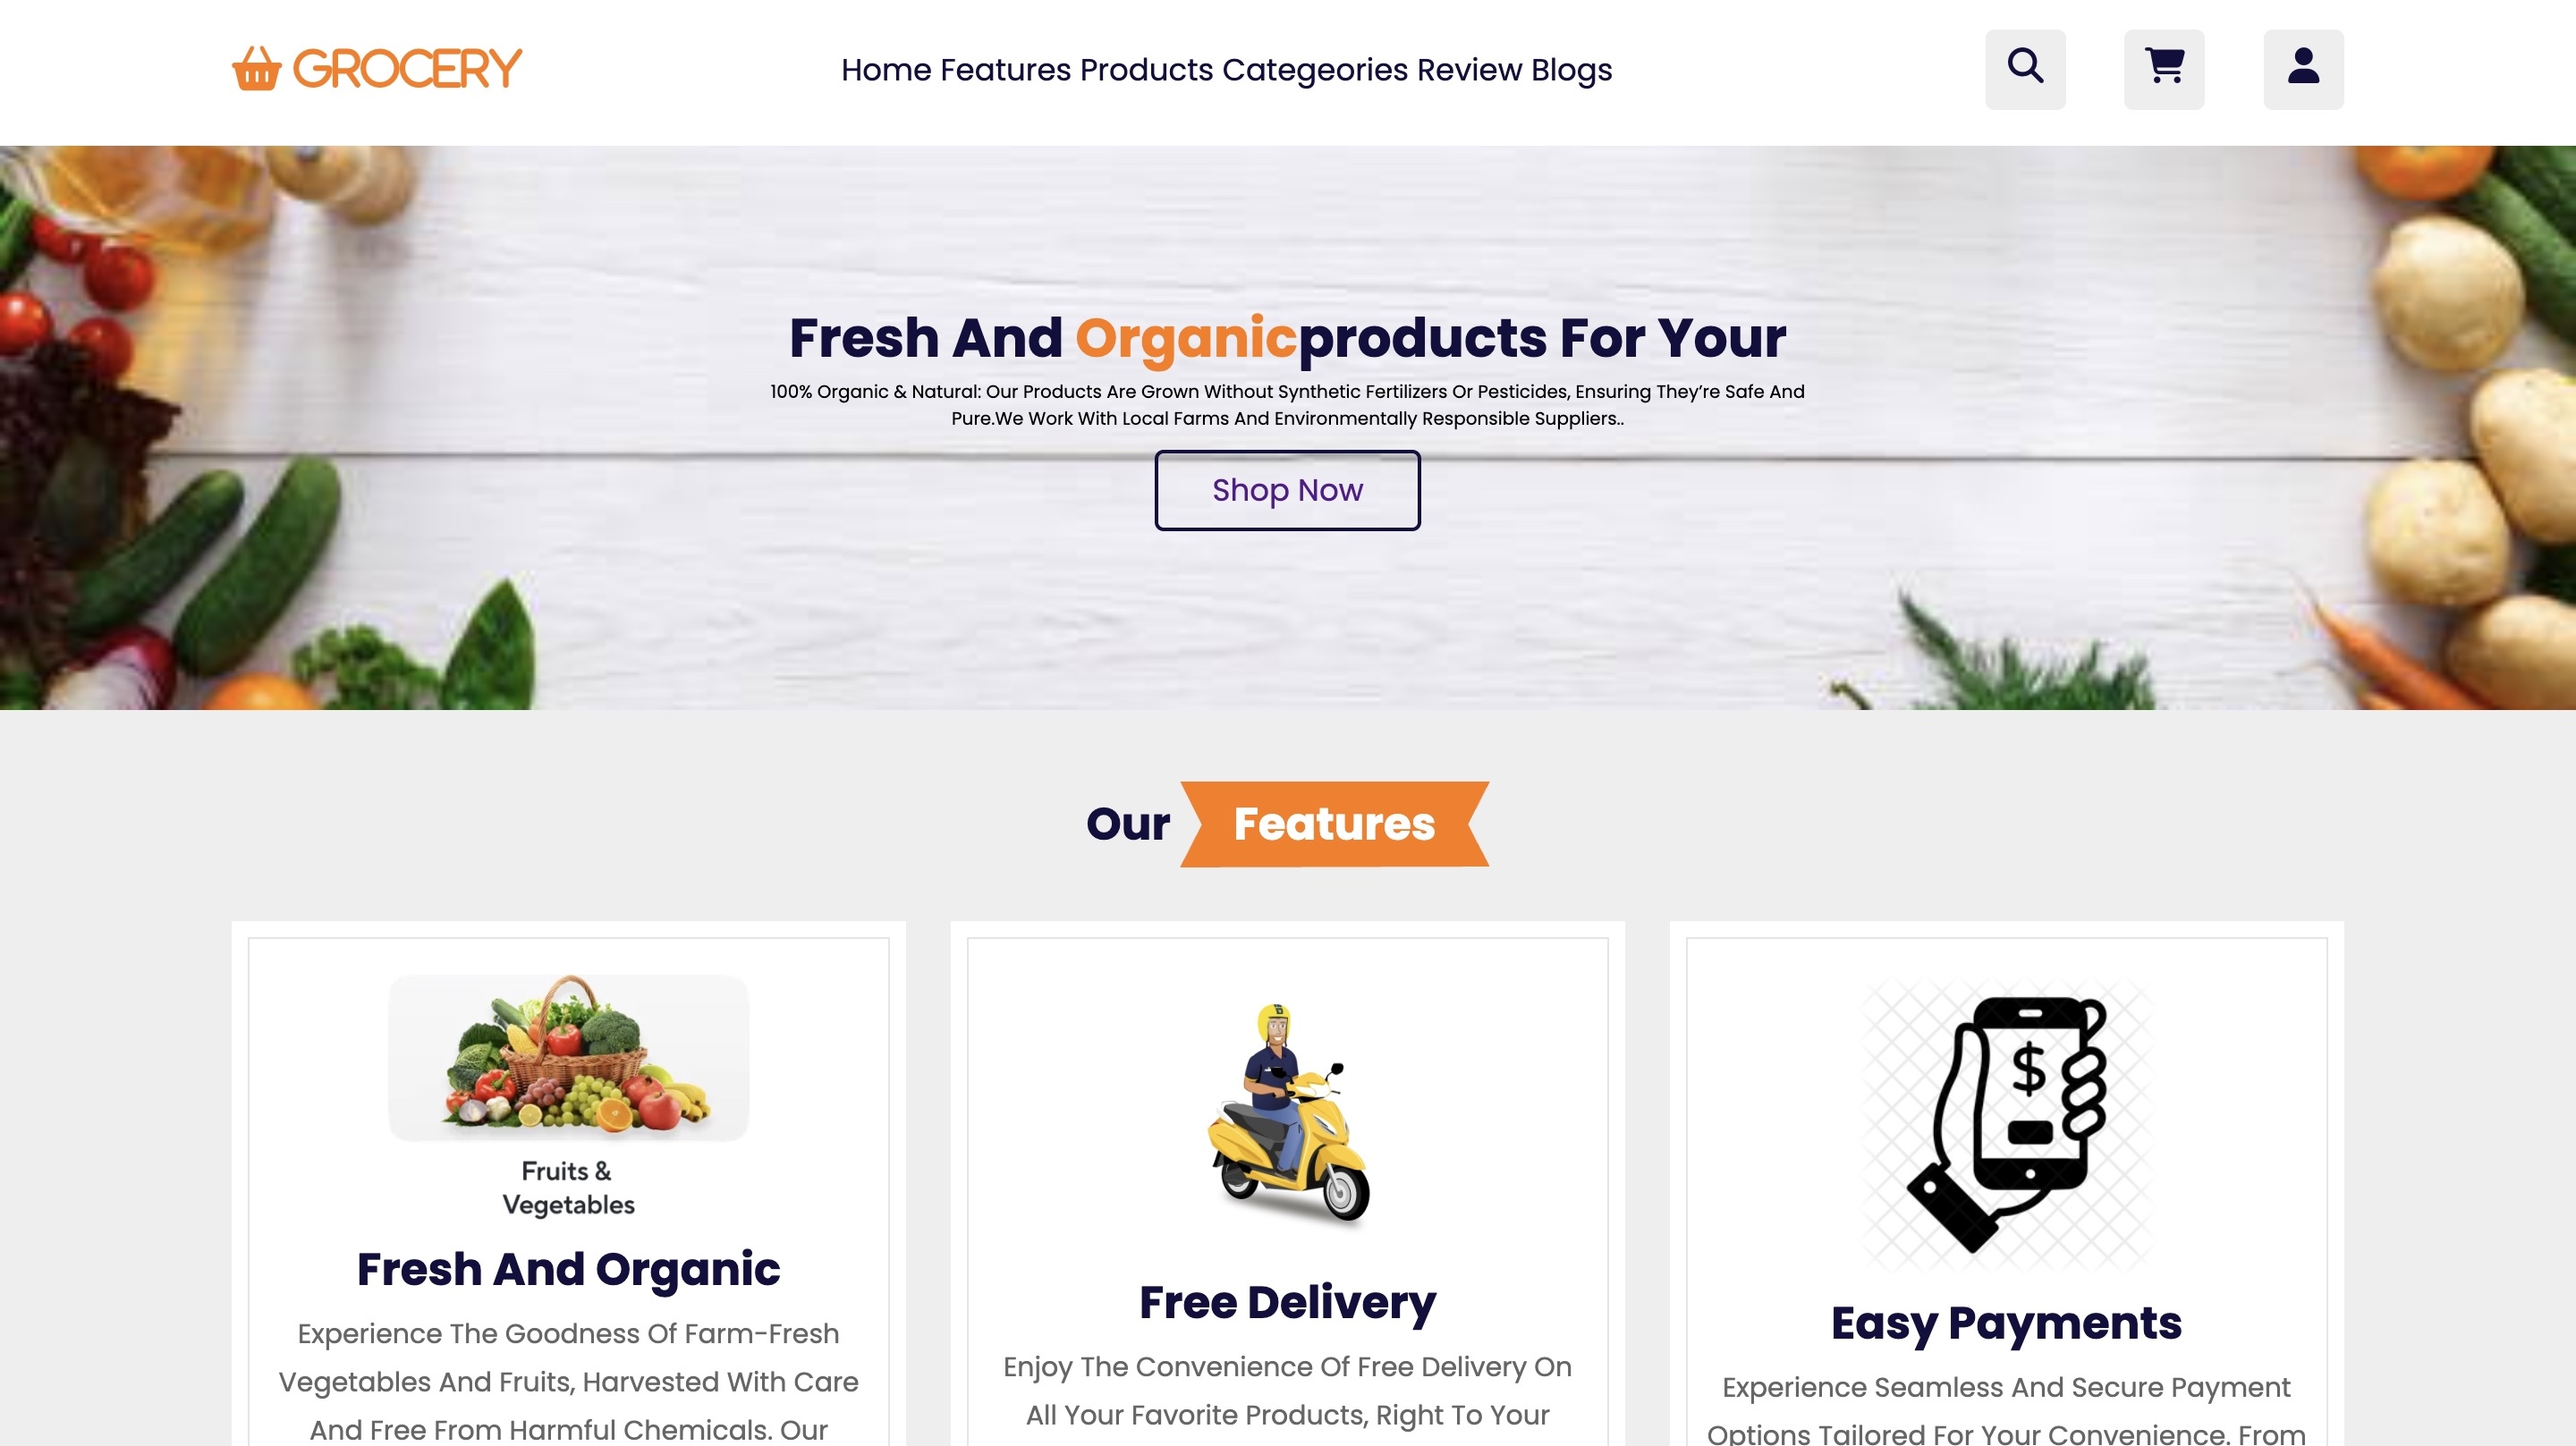 GROCERY
Home Features Products Categeories Review Blogs
Fresh And Organicproducts For Your
100% Organic & Natural: Our Products Are Grown Without Synthetic Fertilizers Or Pesticides, Ensuring They’re Safe And
Pure.We Work With Local Farms And Environmentally Responsible Suppliers..
Shop Now
Our Features
Fruits &
Vegetables
Fresh And Organic
Experience The Goodness Of Farm-Fresh
Vegetables And Fruits, Harvested With Care
And Free From Harmful Chemicals. Our
Free Delivery
Enjoy The Convenience Of Free Delivery On
All Your Favorite Products, Right To Your
$
Easy Payments
Experience Seamless And Secure Payment
Options Tailored For Your Convenience. From